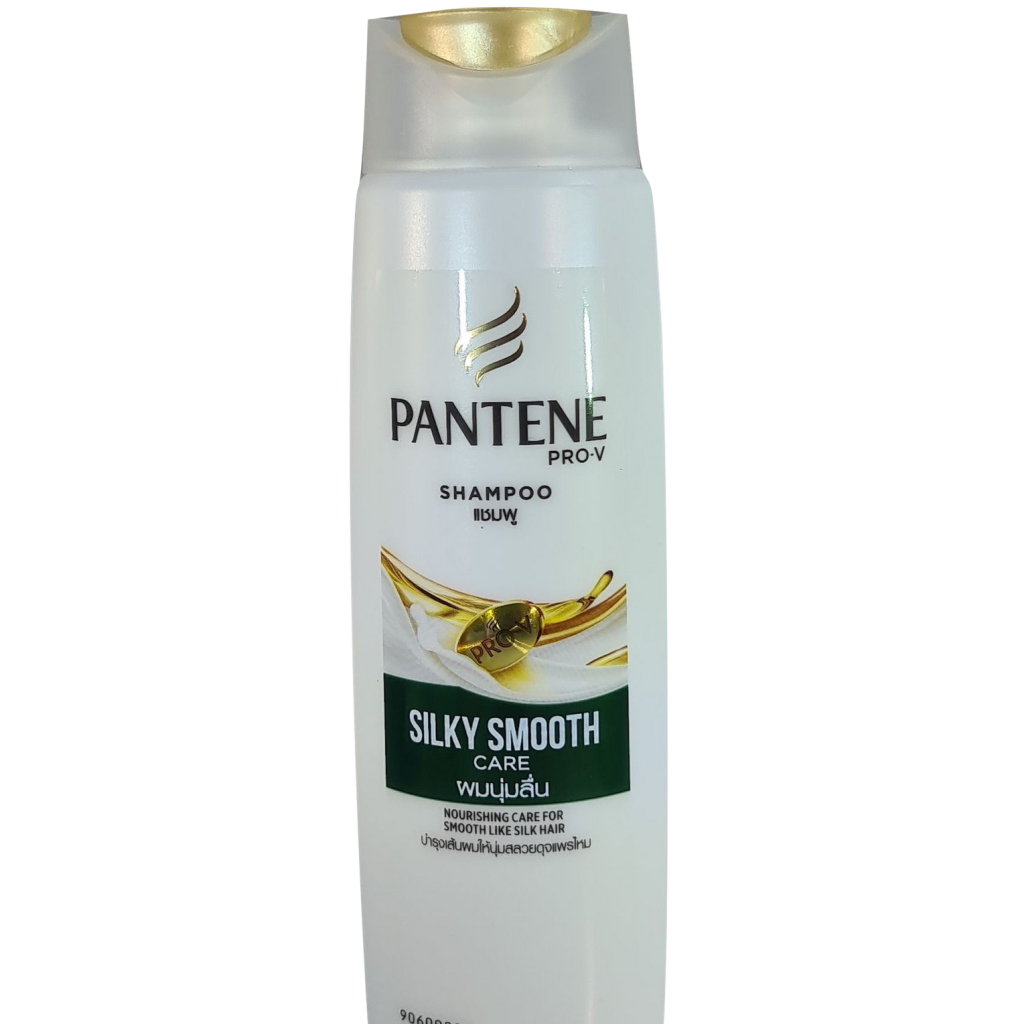 PANTENE
PRO-V
SHAMPOO
แชมพู
PRO-V
SILKY SMOOTH
CARE
ผมนุ่มลื่น
NOURISHING CARE FOR
SMOOTH LIKE SILK HAIR
บำรุงเส้นผมให้นุ่มสลวยดุจแพรไหม